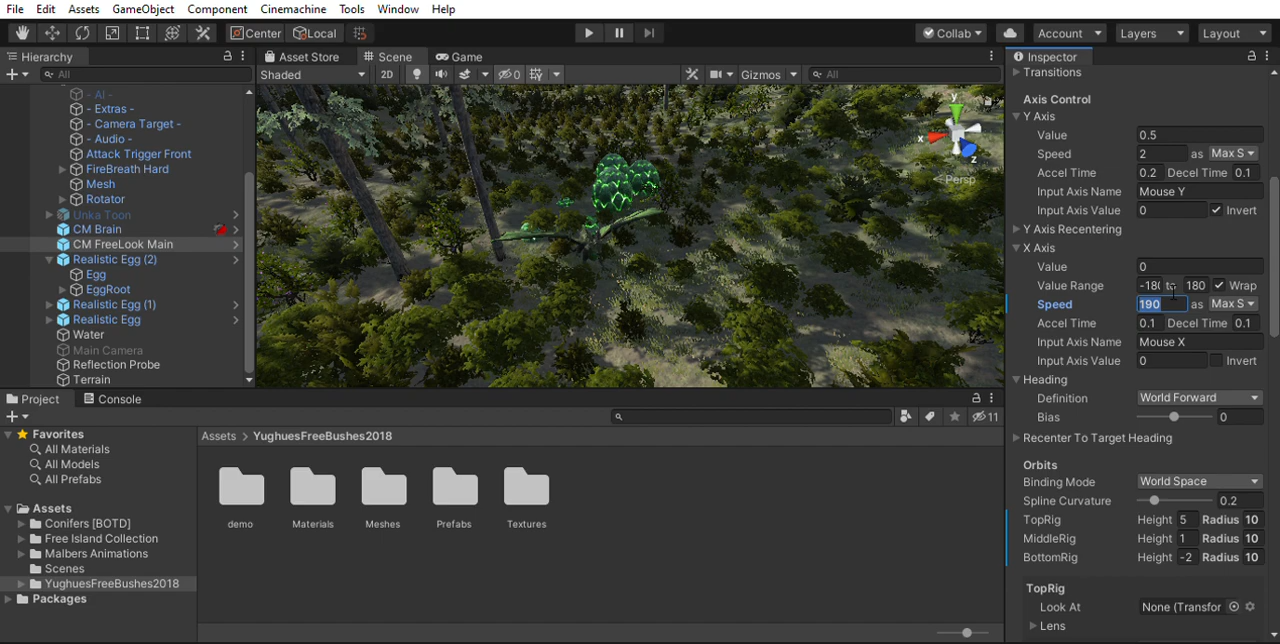 File Edit Assets GameObject Component Cinemachine Tools Window Help
Center Local Collab Account Layers Layout
Hierarchy Asset Store Scene Game Inspector
All Shaded 2D 0 Gizmos All
- AI -
- Extras -
- Camera Target -
- Audio -
Attack Trigger Front
FireBreath Hard
Mesh
Rotator
Unka Toon
CM Brain
CM FreeLook Main
Realistic Egg (2)
Egg
EggRoot
Realistic Egg (1)
Realistic Egg
Water
Main Camera
Reflection Probe
Terrain
y
x
z
Persp
Transitions
Axis Control
Y Axis
Value 0.5
Speed 2 as Max S
Accel Time 0.2 Decel Time 0.1
Input Axis Name Mouse Y
Input Axis Value 0 Invert
Y Axis Recentering
X Axis
Value 0
Value Range -180 to 180 Wrap
Speed 190 as Max S
Accel Time 0.1 Decel Time 0.1
Input Axis Name Mouse X
Input Axis Value 0 Invert
Heading
Definition World Forward
Bias 0
Recenter To Target Heading
Orbits
Binding Mode World Space
Spline Curvature 0.2
TopRig Height 5 Radius 10
MiddleRig Height 1 Radius 10
BottomRig Height -2 Radius 10
TopRig
Look At None (Transfor
Lens
Project Console
11
Favorites
All Materials
All Models
All Prefabs
Assets
Conifers [BOTD]
Free Island Collection
Malbers Animations
Scenes
YughuesFreeBushes2018
Packages
Assets > YughuesFreeBushes2018
demo Materials Meshes Prefabs Textures